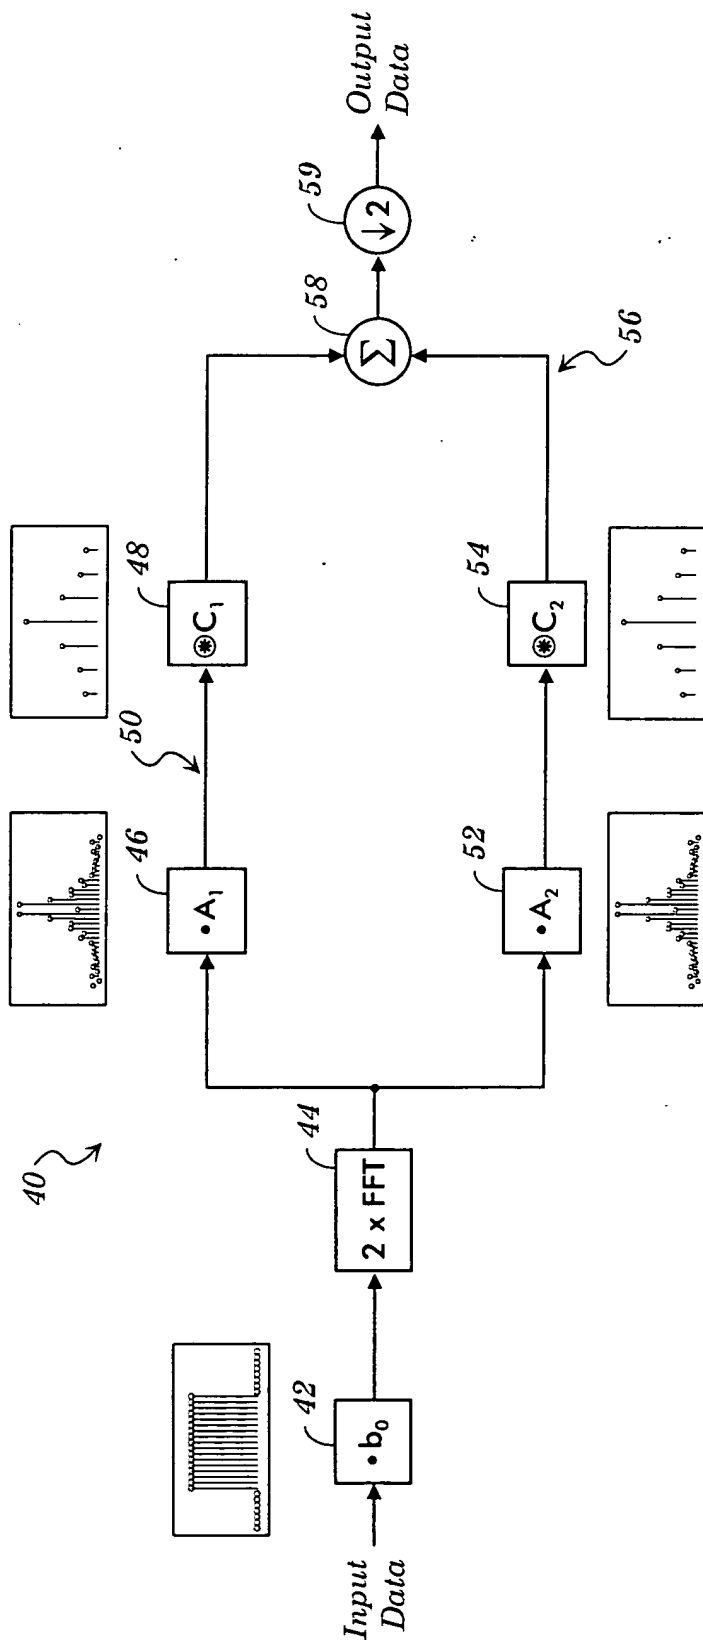 40
Input
Data
• b₀
42
2 x FFT
44
• A₁
46
50
⊛ C₁
48
• A₂
52
⊛ C₂
54
56
Σ
58
↓ 2
59
Output
Data